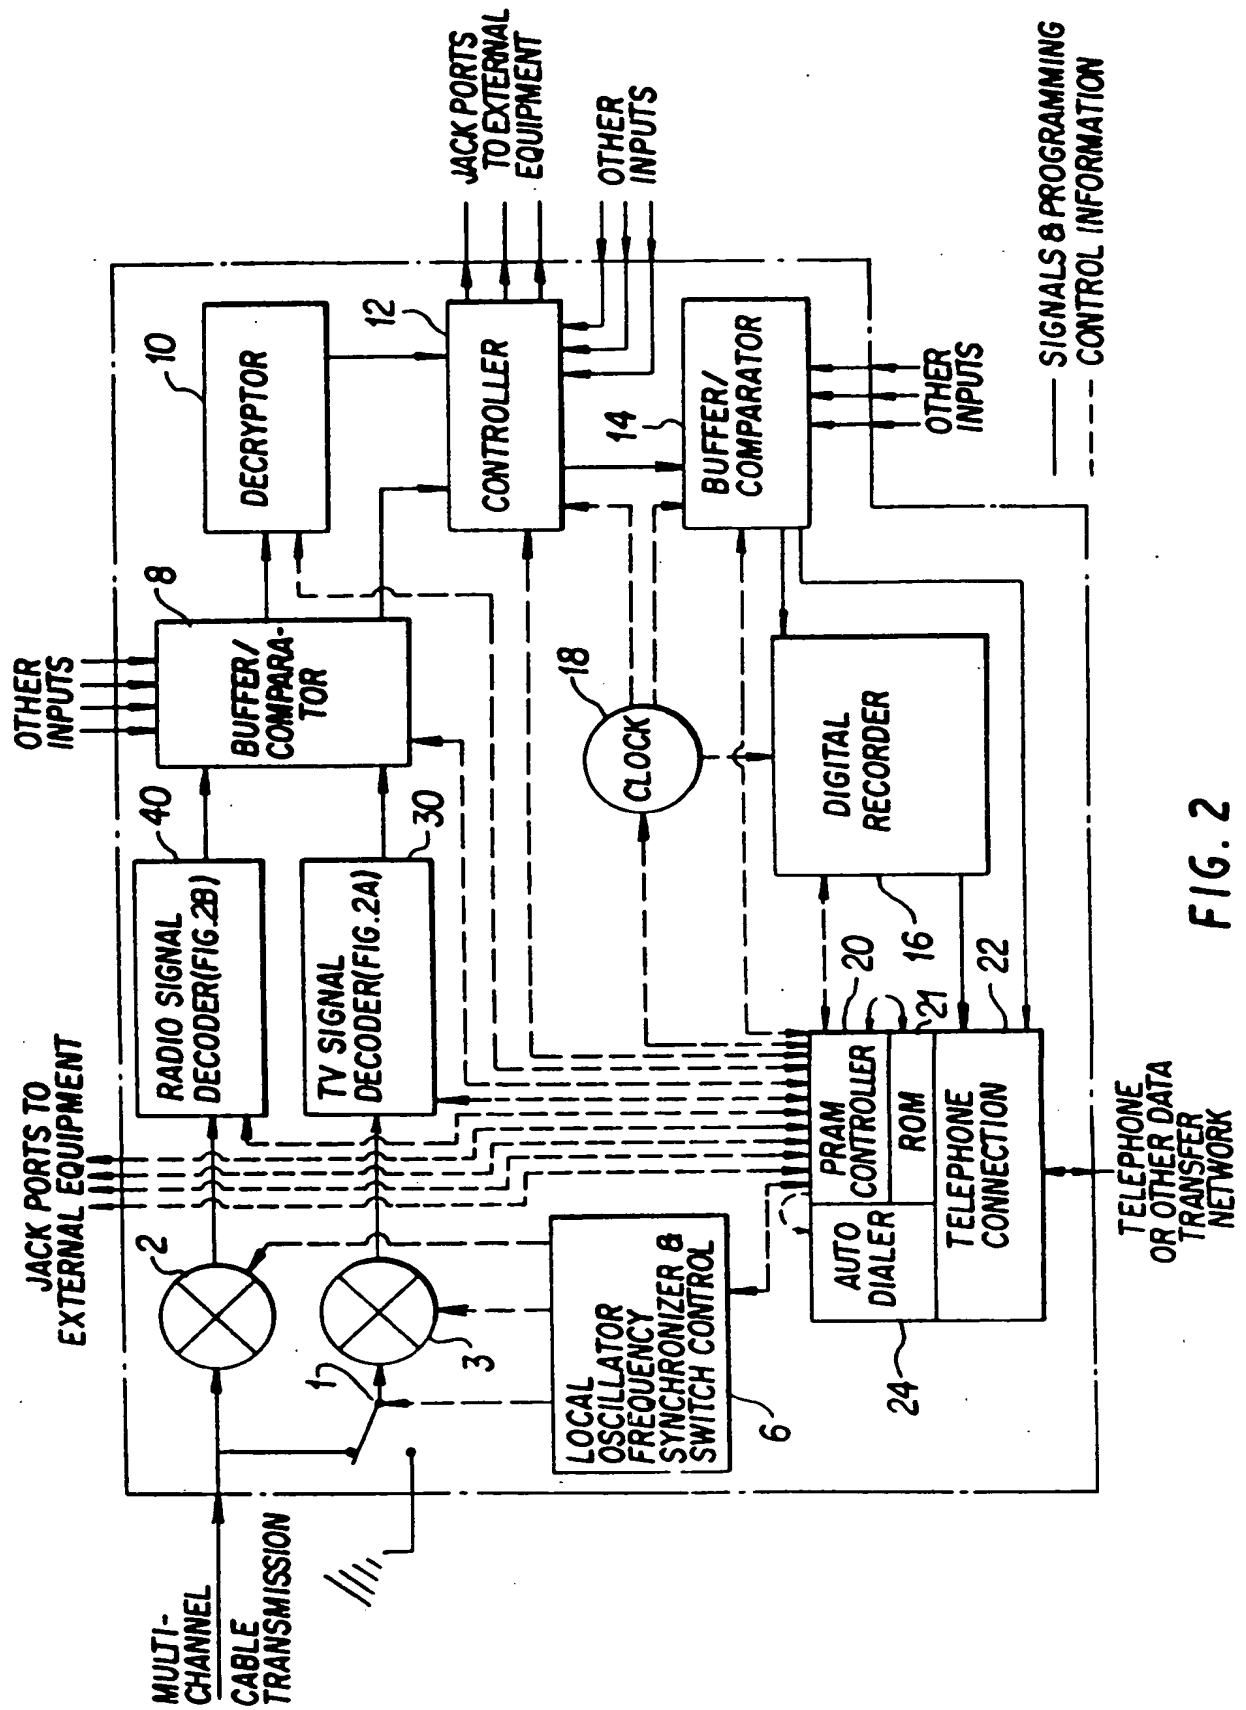 JACK PORTS TO
EXTERNAL EQUIPMENT
OTHER
INPUTS
MULTI-
CHANNEL
CABLE
TRANSMISSION
2
RADIO SIGNAL
DECODER(FIG.2B)
40
8
BUFFER/
COMPARA-
TOR
10
DECRYPTOR
1
3
TV SIGNAL
DECODER(FIG.2A)
30
12
CONTROLLER
JACK PORTS
TO EXTERNAL
EQUIPMENT
OTHER
INPUTS
LOCAL
OSCILLATOR
FREQUENCY
SYNCHRONIZER &
SWITCH CONTROL
6
18
CLOCK
14
BUFFER/
COMPARATOR
OTHER
INPUTS
24
AUTO
DIALER
PRAM
CONTROLLER
20
ROM
21
TELEPHONE
CONNECTION
22
16
DIGITAL
RECORDER
TELEPHONE
OR OTHER DATA
TRANSFER
NETWORK
SIGNALS & PROGRAMMING
CONTROL INFORMATION
FIG. 2